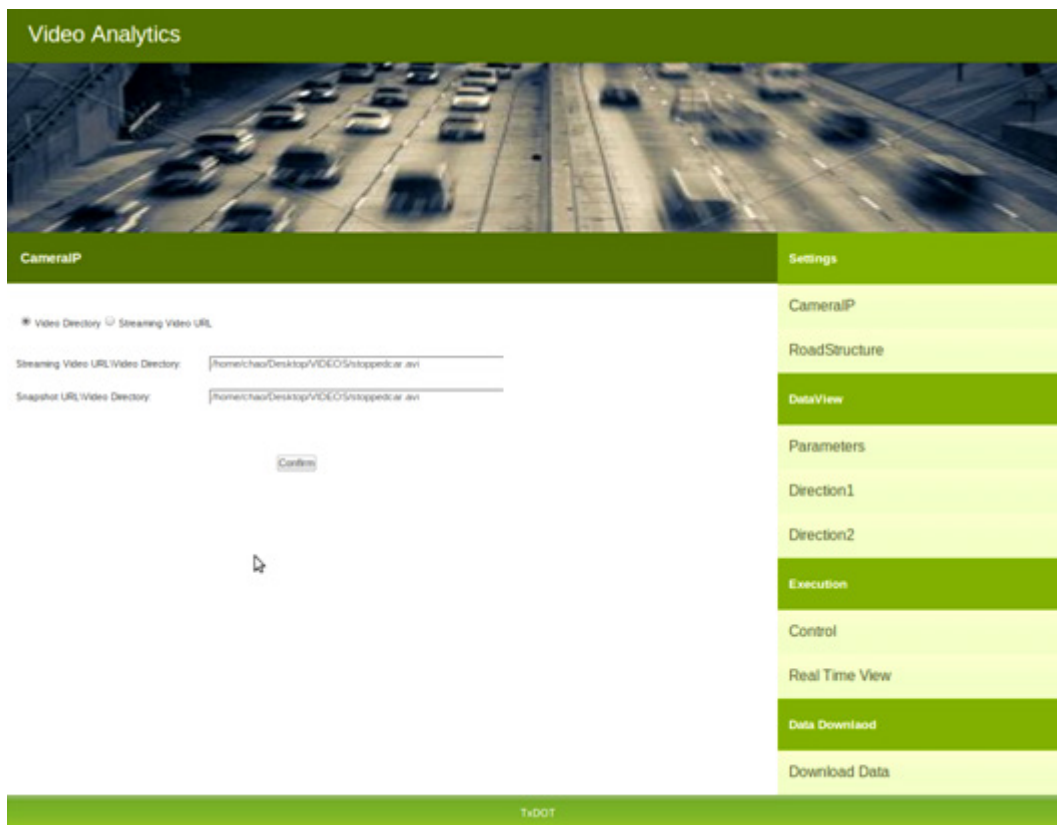 Video Analytics
CameraIP
Video Directory Streaming Video URL
Streaming Video URL\Video Directory: /home/chao/Desktop/VIDEOS/stoppedcar.avi
Snapshot URL\Video Directory: /home/chao/Desktop/VIDEOS/stoppedcar.avi
Confirm
Settings
CameraIP
RoadStructure
DataView
Parameters
Direction1
Direction2
Execution
Control
Real Time View
Data Downlaod
Download Data
TxDOT